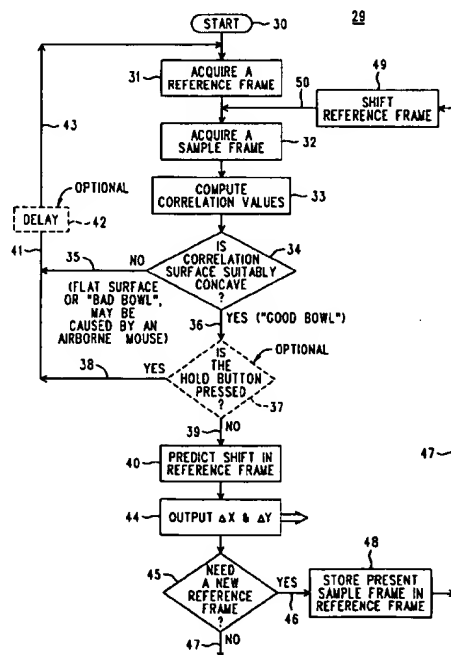 29
START
30
31
ACQUIRE A
REFERENCE FRAME
50
49
SHIFT
REFERENCE FRAME
43
ACQUIRE A
SAMPLE FRAME
32
COMPUTE
CORRELATION VALUES
33
OPTIONAL
DELAY
42
41
35
NO
IS
CORRELATION
SURFACE SUITABLY
CONCAVE
?
34
(FLAT SURFACE
OR "BAD BOWL",
MAY BE
CAUSED BY AN
AIRBORNE MOUSE)
36
YES ("GOOD BOWL")
OPTIONAL
38
YES
IS
THE
HOLD BUTTON
PRESSED
?
37
39
NO
40
PREDICT SHIFT IN
REFERENCE FRAME
47
44
OUTPUT ΔX & ΔY
45
NEED
A NEW
REFERENCE
FRAME
?
YES
46
48
STORE PRESENT
SAMPLE FRAME IN
REFERENCE FRAME
47
NO